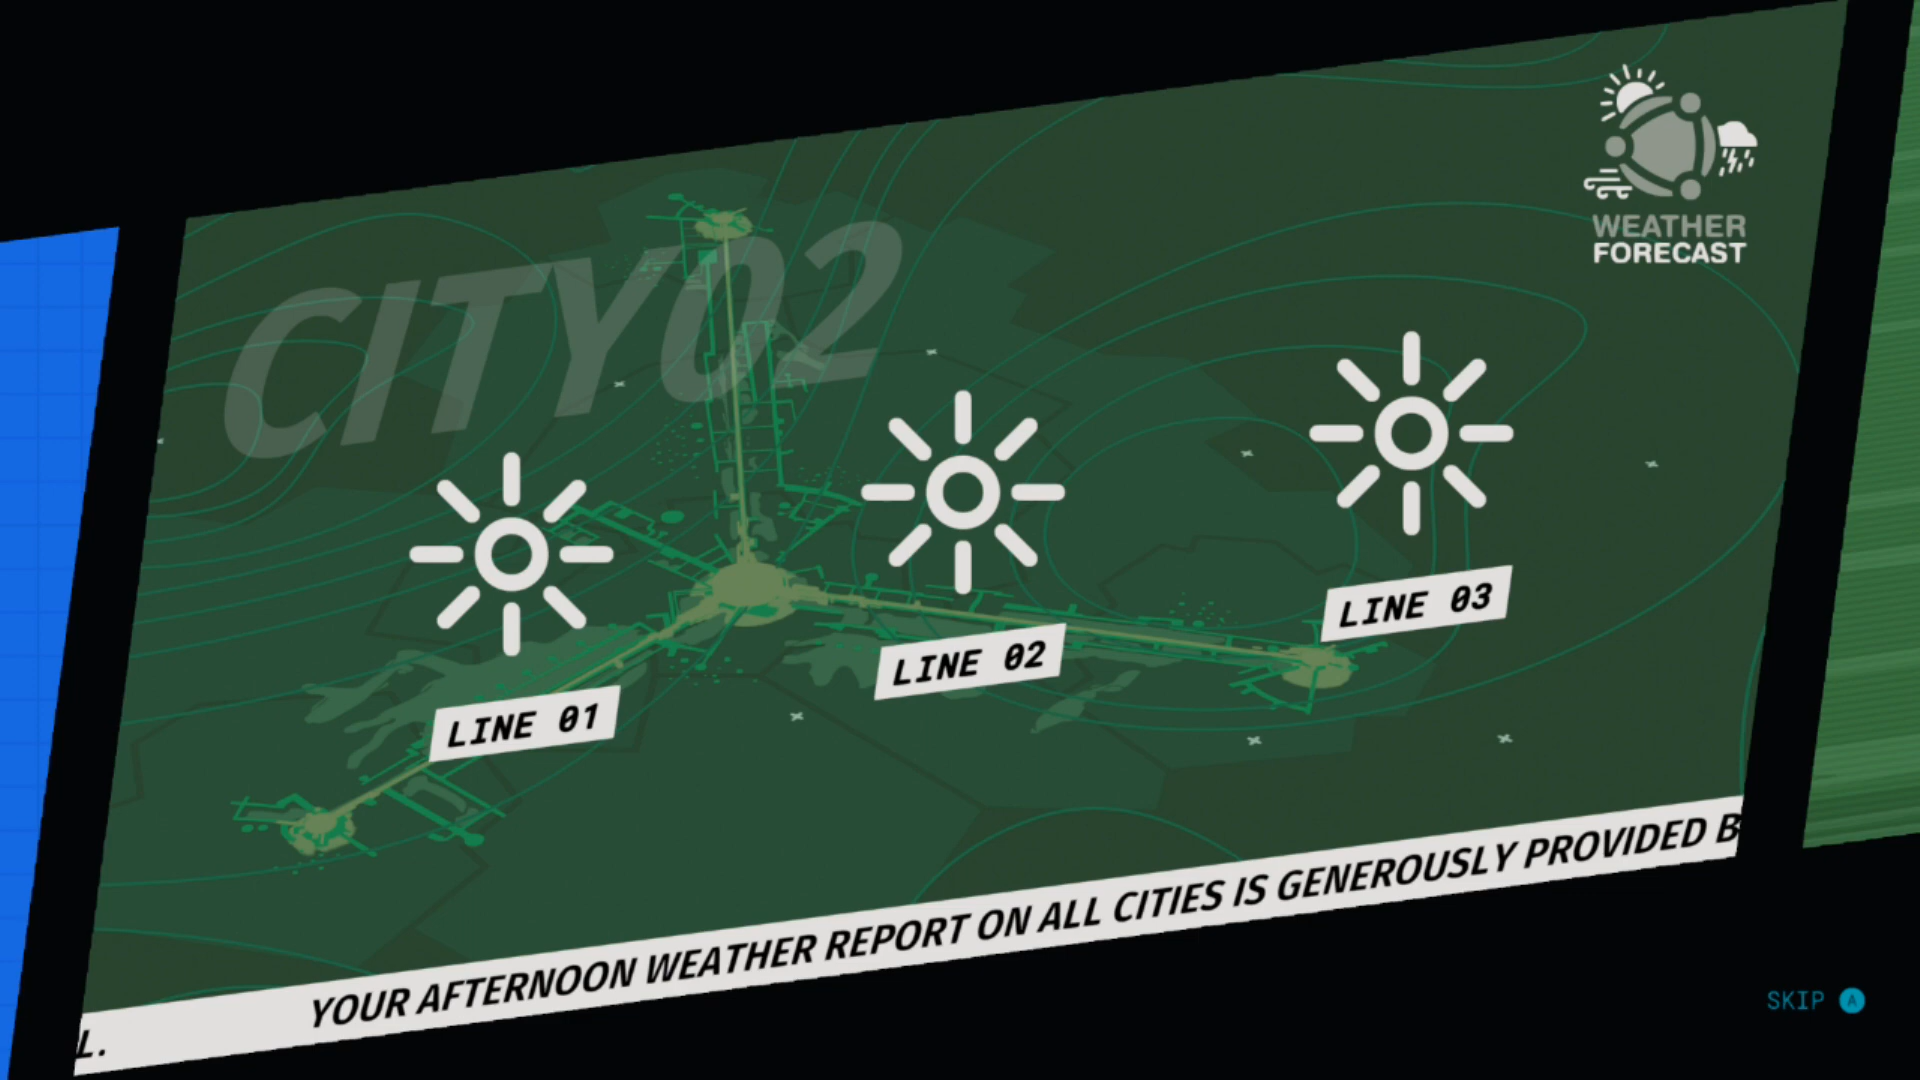 CITY02
WEATHER
FORECAST
LINE 01
LINE 02
LINE 03
L. YOUR AFTERNOON WEATHER REPORT ON ALL CITIES IS GENEROUSLY PROVIDED B
SKIP A